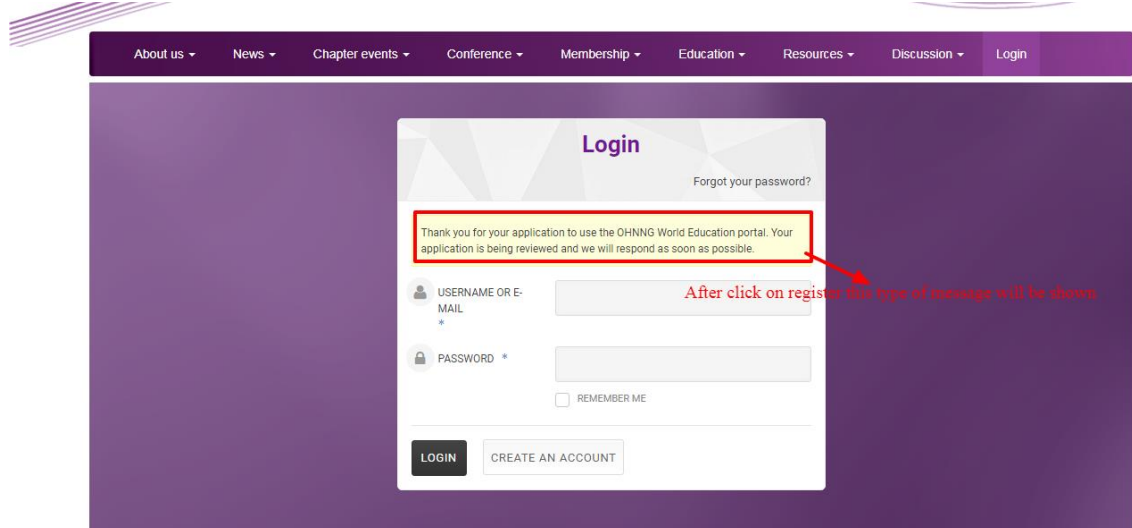 About us News Chapter events Conference Membership Education Resources Discussion Login
Login
Forgot your password?
Thank you for your application to use the OHNNG World Education portal. Your
application is being reviewed and we will respond as soon as possible.
After click on register this type of message will be shown
USERNAME OR E-
MAIL
*
PASSWORD *
REMEMBER ME
LOGIN CREATE AN ACCOUNT